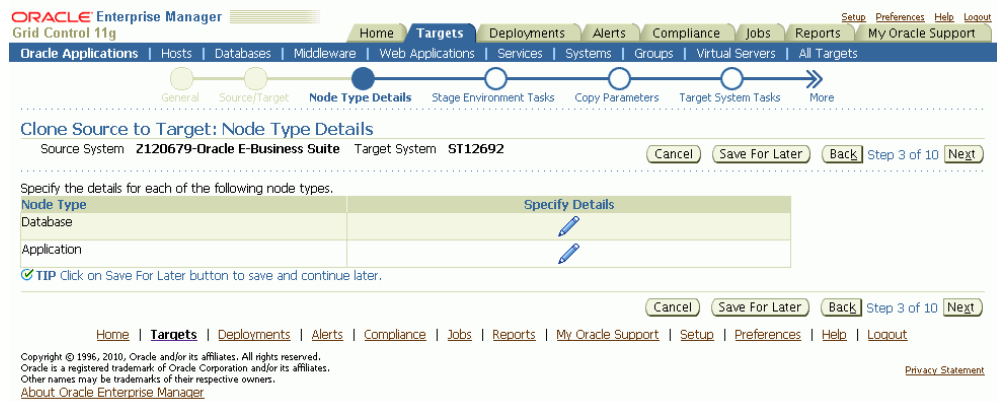 ORACLE Enterprise Manager
Grid Control 11g
Setup Preferences Help Logout
Home Targets Deployments Alerts Compliance Jobs Reports My Oracle Support
Oracle Applications | Hosts | Databases | Middleware | Web Applications | Services | Systems | Groups | Virtual Servers | All Targets
General Source/Target Node Type Details Stage Environment Tasks Copy Parameters Target System Tasks More
Clone Source to Target: Node Type Details
Source System 2120679-Oracle E-Business Suite Target System ST12692
Cancel Save For Later Back Step 3 of 10 Next
Specify the details for each of the following node types.
Node Type Specify Details
Database
Application
TIP Click on Save For Later button to save and continue later.
Cancel Save For Later Back Step 3 of 10 Next
Home | Targets | Deployments | Alerts | Compliance | Jobs | Reports | My Oracle Support | Setup | Preferences | Help | Logout
Copyright © 1996, 2010, Oracle and/or its affiliates. All rights reserved.
Oracle is a registered trademark of Oracle Corporation and/or its affiliates.
Other names may be trademarks of their respective owners.
Privacy Statement
About Oracle Enterprise Manager